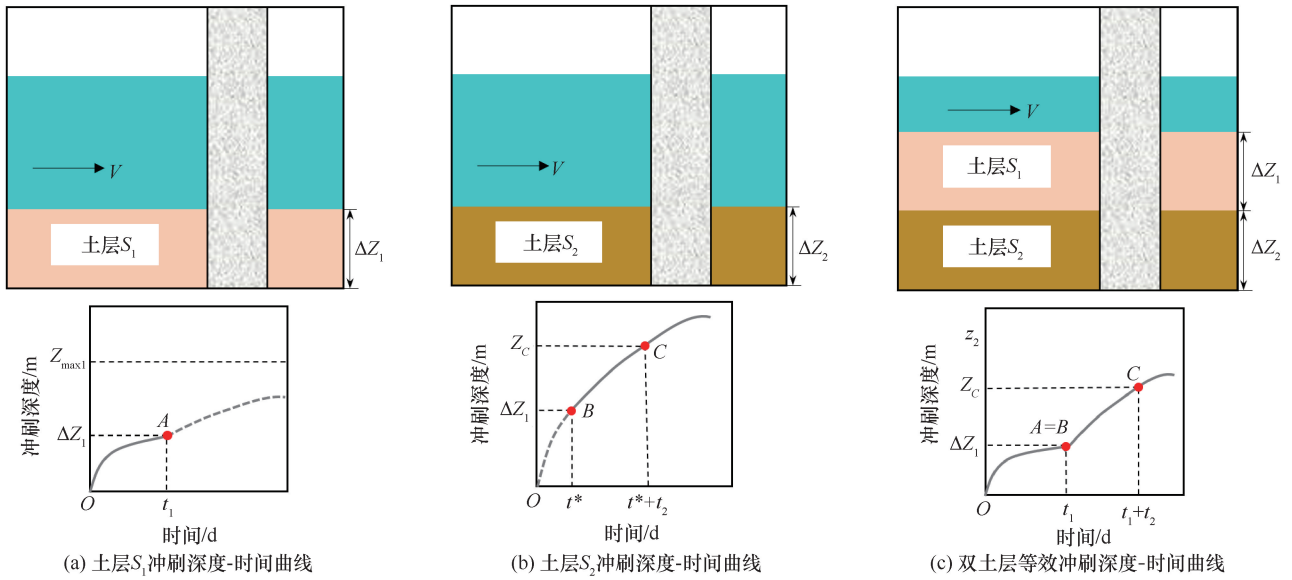 V
土层S₁
ΔZ₁
V
土层S₂
ΔZ₂
V
土层S₁
ΔZ₁
土层S₂
ΔZ₂
冲刷深度/m
Zmax1
ΔZ₁
A
O
t₁
时间/d
(a) 土层S₁冲刷深度-时间曲线
冲刷深度/m
Z_C
ΔZ₁
B
C
O
t*
t*+t₂
时间/d
(b) 土层S₂冲刷深度-时间曲线
冲刷深度/m
z₂
Z_C
ΔZ₁
A=B
C
O
t₁
t₁+t₂
时间/d
(c) 双土层等效冲刷深度-时间曲线